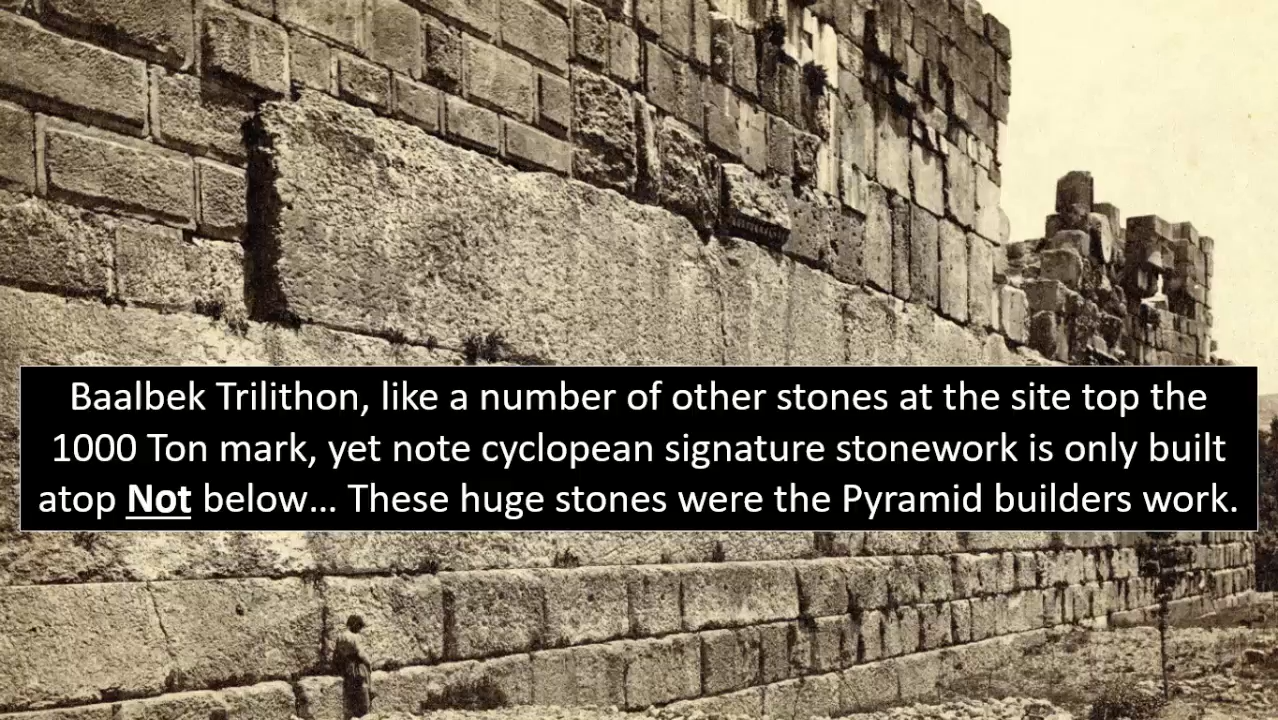 Baalbek Trilithon, like a number of other stones at the site top the
1000 Ton mark, yet note cyclopean signature stonework is only built
atop Not below... These huge stones were the Pyramid builders work.